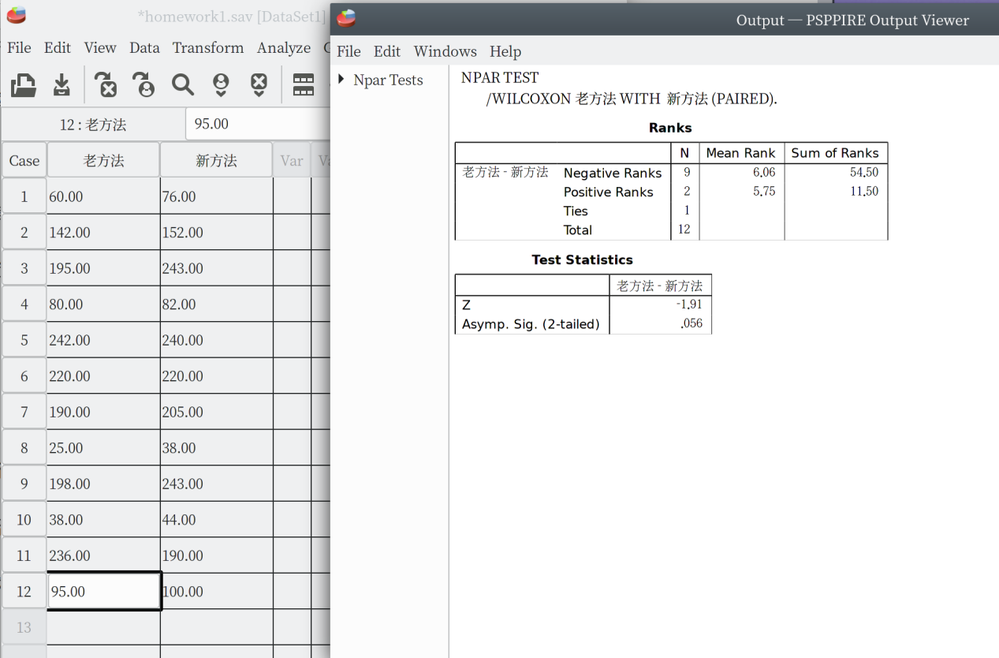 *homework1.sav [DataSet1]
File Edit View Data Transform Analyze
12 : 老方法 95.00
Case 老方法 新方法 Var
1 60.00 76.00
2 142.00 152.00
3 195.00 243.00
4 80.00 82.00
5 242.00 240.00
6 220.00 220.00
7 190.00 205.00
8 25.00 38.00
9 198.00 243.00
10 38.00 44.00
11 236.00 190.00
12 95.00 100.00
13
Output — PSPPIRE Output Viewer
File Edit Windows Help
Npar Tests
NPAR TEST
/WILCOXON 老方法 WITH 新方法 (PAIRED).
Ranks
N Mean Rank Sum of Ranks
老方法 - 新方法 Negative Ranks 9 6.06 54.50
Positive Ranks 2 5.75 11.50
Ties 1
Total 12
Test Statistics
老方法 - 新方法
Z -1.91
Asymp. Sig. (2-tailed) .056